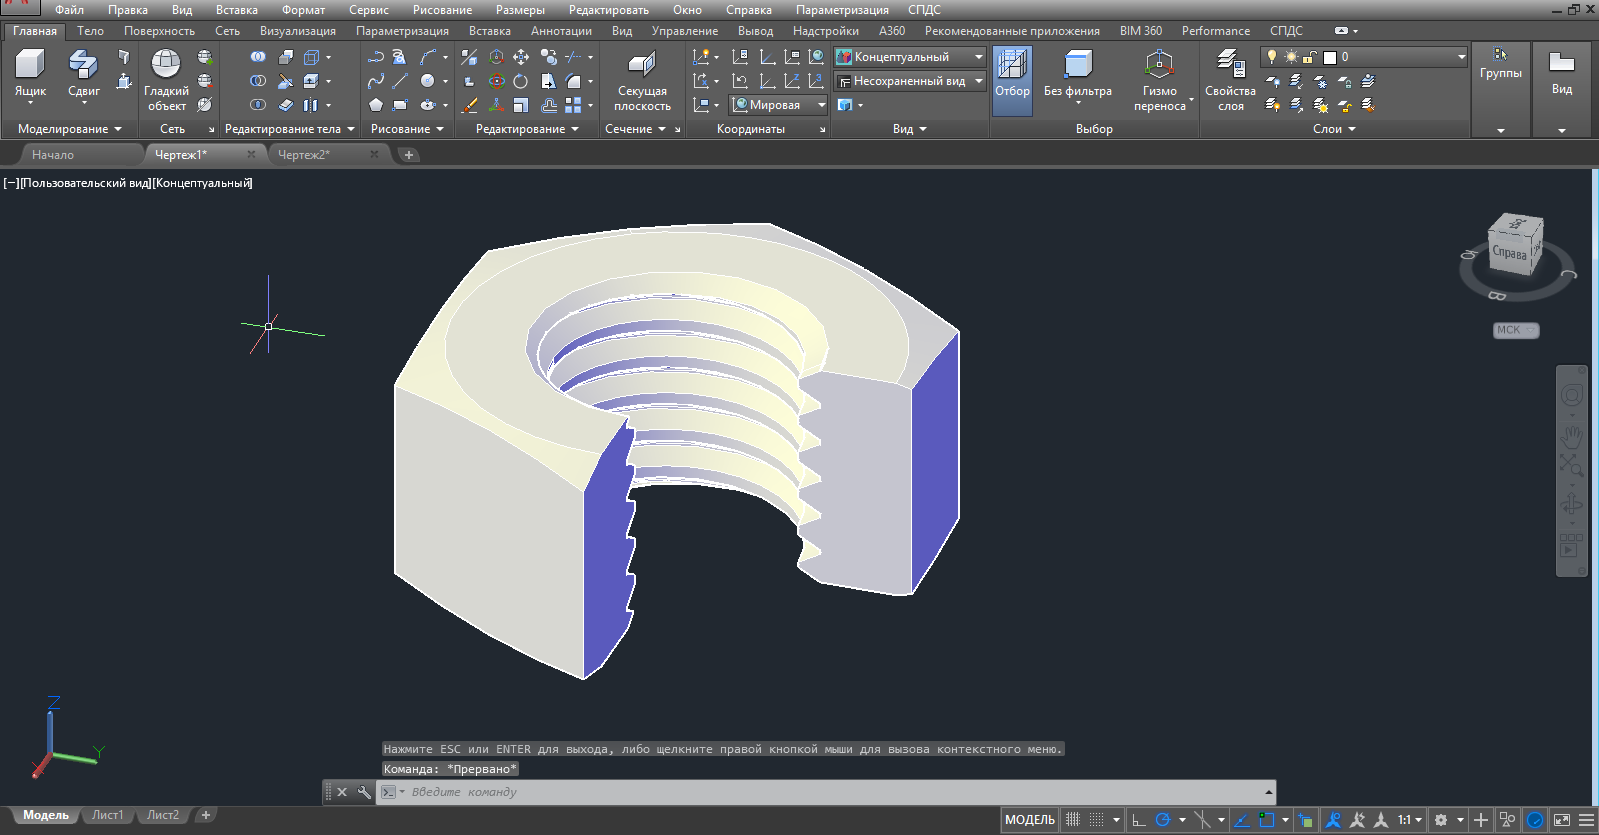 Файл Правка Вид Вставка Формат Сервис Рисование Размеры Редактировать Окно Справка Параметризация СПДС
Главная Тело Поверхность Сеть Визуализация Параметризация Вставка Аннотации Вид Управление Вывод Надстройки A360 Рекомендованные приложения BIM 360 Performance СПДС
Ящик
Сдвиг
Гладкий
объект
Секущая
плоскость
Мировая
Концептуальный
Несохраненный вид
Отбор
Без фильтра
Гизмо
переноса
Свойства
слоя
0
Группы
Вид
Моделирование Сеть Редактирование тела Рисование Редактирование Сечение Координаты Вид Выбор Слои
Начало Чертеж1* Чертеж2*
[−][Пользовательский вид][Концептуальный]
Справа
Ю
В
С
МСК
Z
Y
X
Нажмите ESC или ENTER для выхода, либо щелкните правой кнопкой мыши для вызова контекстного меню.
Команда: *Прервано*
Введите команду
Модель Лист1 Лист2 +
МОДЕЛЬ 1:1